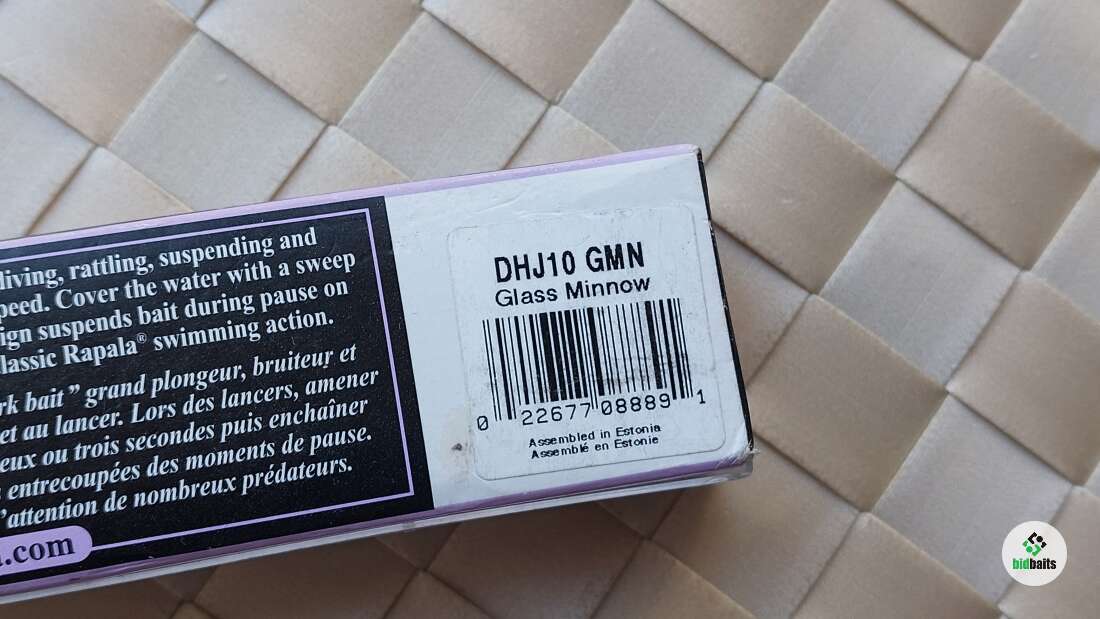 diving, rattling, suspending and
peed. Cover the water with a sweep
ign suspends bait during pause on
lassic Rapala® swimming action.
rk bait” grand plongeur, bruiteur et
et au lancer. Lors des lancers, amener
eux ou trois secondes puis enchaîner
entrecoupées des moments de pause.
'attention de nombreux prédateurs.
.com
DHJ10 GMN
Glass Minnow
0 22677 08889 1
Assembled in Estonia
Assemblé en Estonie
bidbaits